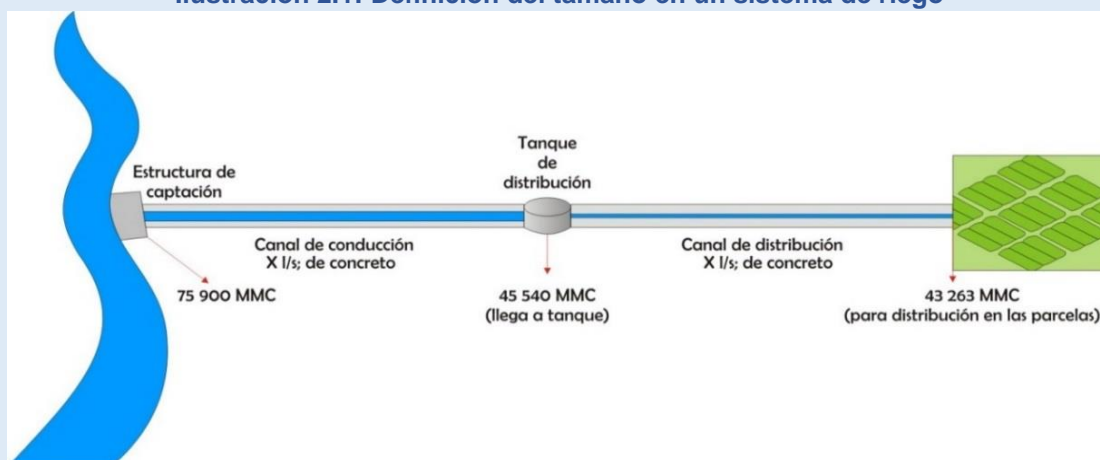 Estructura de
captación
Tanque
de
distribución
Canal de conducción
X l/s; de concreto
Canal de distribución
X l/s; de concreto
75 900 MMC
45 540 MMC
(llega a tanque)
43 263 MMC
(para distribución en las parcelas)